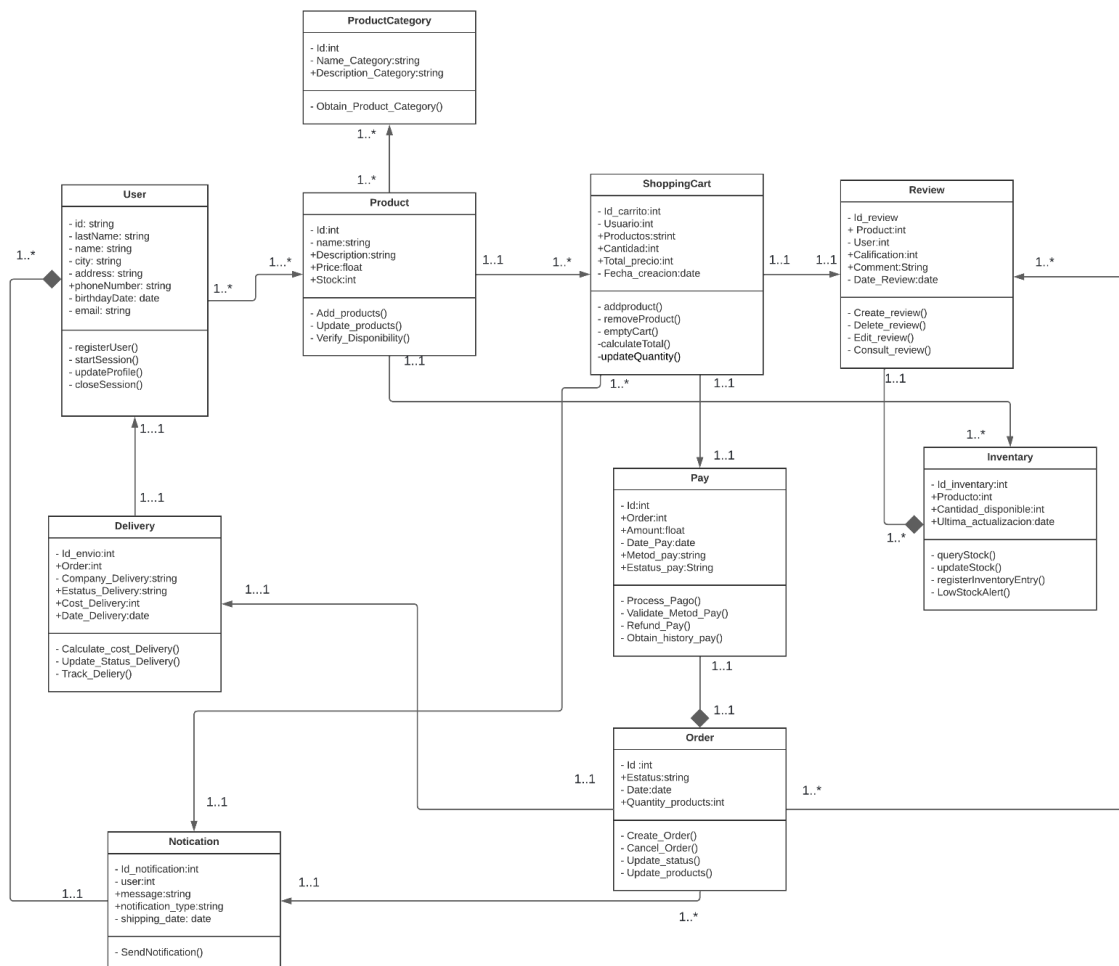 ProductCategory
- Id:int
- Name_Category:string
+Description_Category:string
- Obtain_Product_Category()
1..*
1..*
User
- id: string
- lastName: string
- name: string
- city: string
- address: string
+phoneNumber: string
- birthdayDate: date
- email: string
- registerUser()
- startSession()
- updateProfile()
- closeSession()
1..*
1..*
1...*
Product
- Id:int
- name:string
+Description:string
+Price:float
+Stock:int
- Add_products()
- Update_products()
- Verify_Disponibility()
1..1
1..*
1..1
ShoppingCart
- Id_carrito:int
- Usuario:int
+Productos:strint
+Cantidad:int
+Total_precio:int
- Fecha_creacion:date
- addproduct()
- removeProduct()
- emptyCart()
-calculateTotal()
-updateQuantity()
1..1
1..1
1..*
1..1
Review
- Id_review
+ Product:int
- User:int
+Calification:int
+Comment:String
- Date_Review:date
- Create_review()
- Delete_review()
- Edit_review()
- Consult_review()
1..*
1..1
1..*
1..*
Inventary
- Id_inventary:int
+Producto:int
+Cantidad_disponible:int
+Ultima_actualizacion:date
- queryStock()
- updateStock()
- registerInventoryEntry()
- LowStockAlert()
1...1
1...1
Delivery
- Id_envio:int
+Order:int
- Company_Delivery:string
+Estatus_Delivery:string
+Cost_Delivery:int
+Date_Delivery:date
- Calculate_cost_Delivery()
- Update_Status_Delivery()
- Track_Deliery()
1...1
1..1
Pay
- Id:int
+Order:int
+Amount:float
- Date_Pay:date
+Metod_pay:string
+Estatus_pay:String
- Process_Pago()
- Validate_Metod_Pay()
- Refund_Pay()
- Obtain_history_pay()
1..1
1..1
Order
- Id :int
+Estatus:string
- Date:date
+Quantity_products:int
- Create_Order()
- Cancel_Order()
- Update_status()
- Update_products()
1..1
1..*
1..*
1..1
Notication
- Id_notification:int
- user:int
+message:string
+notification_type:string
- shipping_date: date
- SendNotification()
1..1
1..1